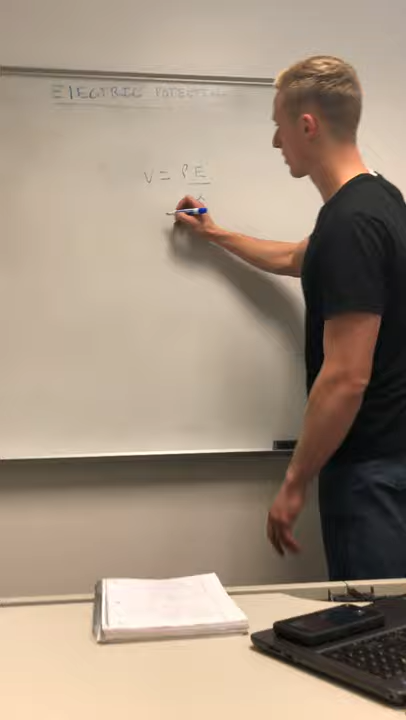 ELECTRIC POTENTIAL
V = PE
x